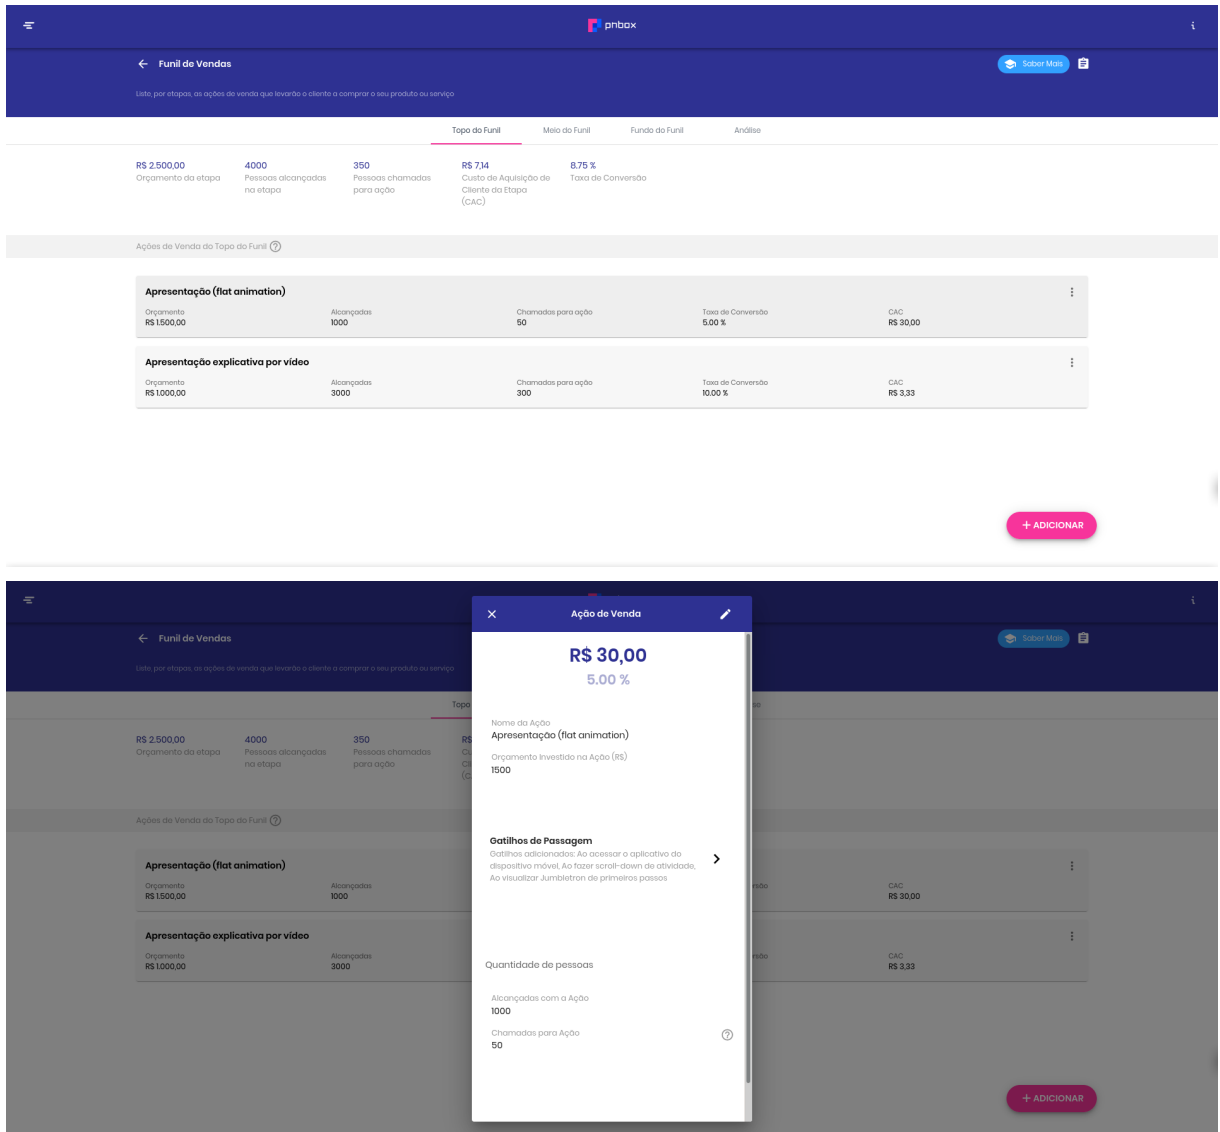 pnbox
i
Funil de Vendas
Saber Mais
Liste, por etapas, as ações de venda que levarão o cliente a comprar o seu produto ou serviço
Topo do Funil
Meio do Funil
Fundo do Funil
Análise
R$ 2.500,00
4000
350
R$ 7,14
8.75 %
Orçamento da etapa
Pessoas alcançadas
na etapa
Pessoas chamadas
para ação
Custo de Aquisição de
Cliente da Etapa
(CAC)
Taxa de Conversão
Ações de Venda do Topo do Funil ?
Apresentação (flat animation)
Orçamento
Alcançadas
Chamadas para ação
Taxa de Conversão
CAC
R$ 1.500,00
1000
50
5.00 %
R$ 30,00
Apresentação explicativa por vídeo
Orçamento
Alcançadas
Chamadas para ação
Taxa de Conversão
CAC
R$ 1.000,00
3000
300
10.00 %
R$ 3,33
+ ADICIONAR
i
Funil de Vendas
Saber Mais
Liste, por etapas, as ações de venda que levarão o cliente a comprar o seu produto ou serviço
Topo
se
R$ 2.500,00
4000
350
R$
Orçamento da etapa
Pessoas alcançadas
na etapa
Pessoas chamadas
para ação
Cu
Cli
(C
Ações de Venda do Topo do Funil ?
Apresentação (flat animation)
Orçamento
Alcançadas
rsão
CAC
R$ 1.500,00
1000
R$ 30,00
Apresentação explicativa por vídeo
Orçamento
Alcançadas
rsão
CAC
R$ 1.000,00
3000
R$ 3,33
+ ADICIONAR
Ação de Venda
R$ 30,00
5.00 %
Nome da Ação
Apresentação (flat animation)
Orçamento Investido na Ação (R$)
1500
Gatilhos de Passagem
Gatilhos adicionados: Ao acessar o aplicativo do
dispositivo móvel, Ao fazer scroll-down de atividade,
Ao visualizar Jumbletron de primeiros passos
Quantidade de pessoas
Alcançadas com a Ação
1000
Chamadas para Ação
?
50